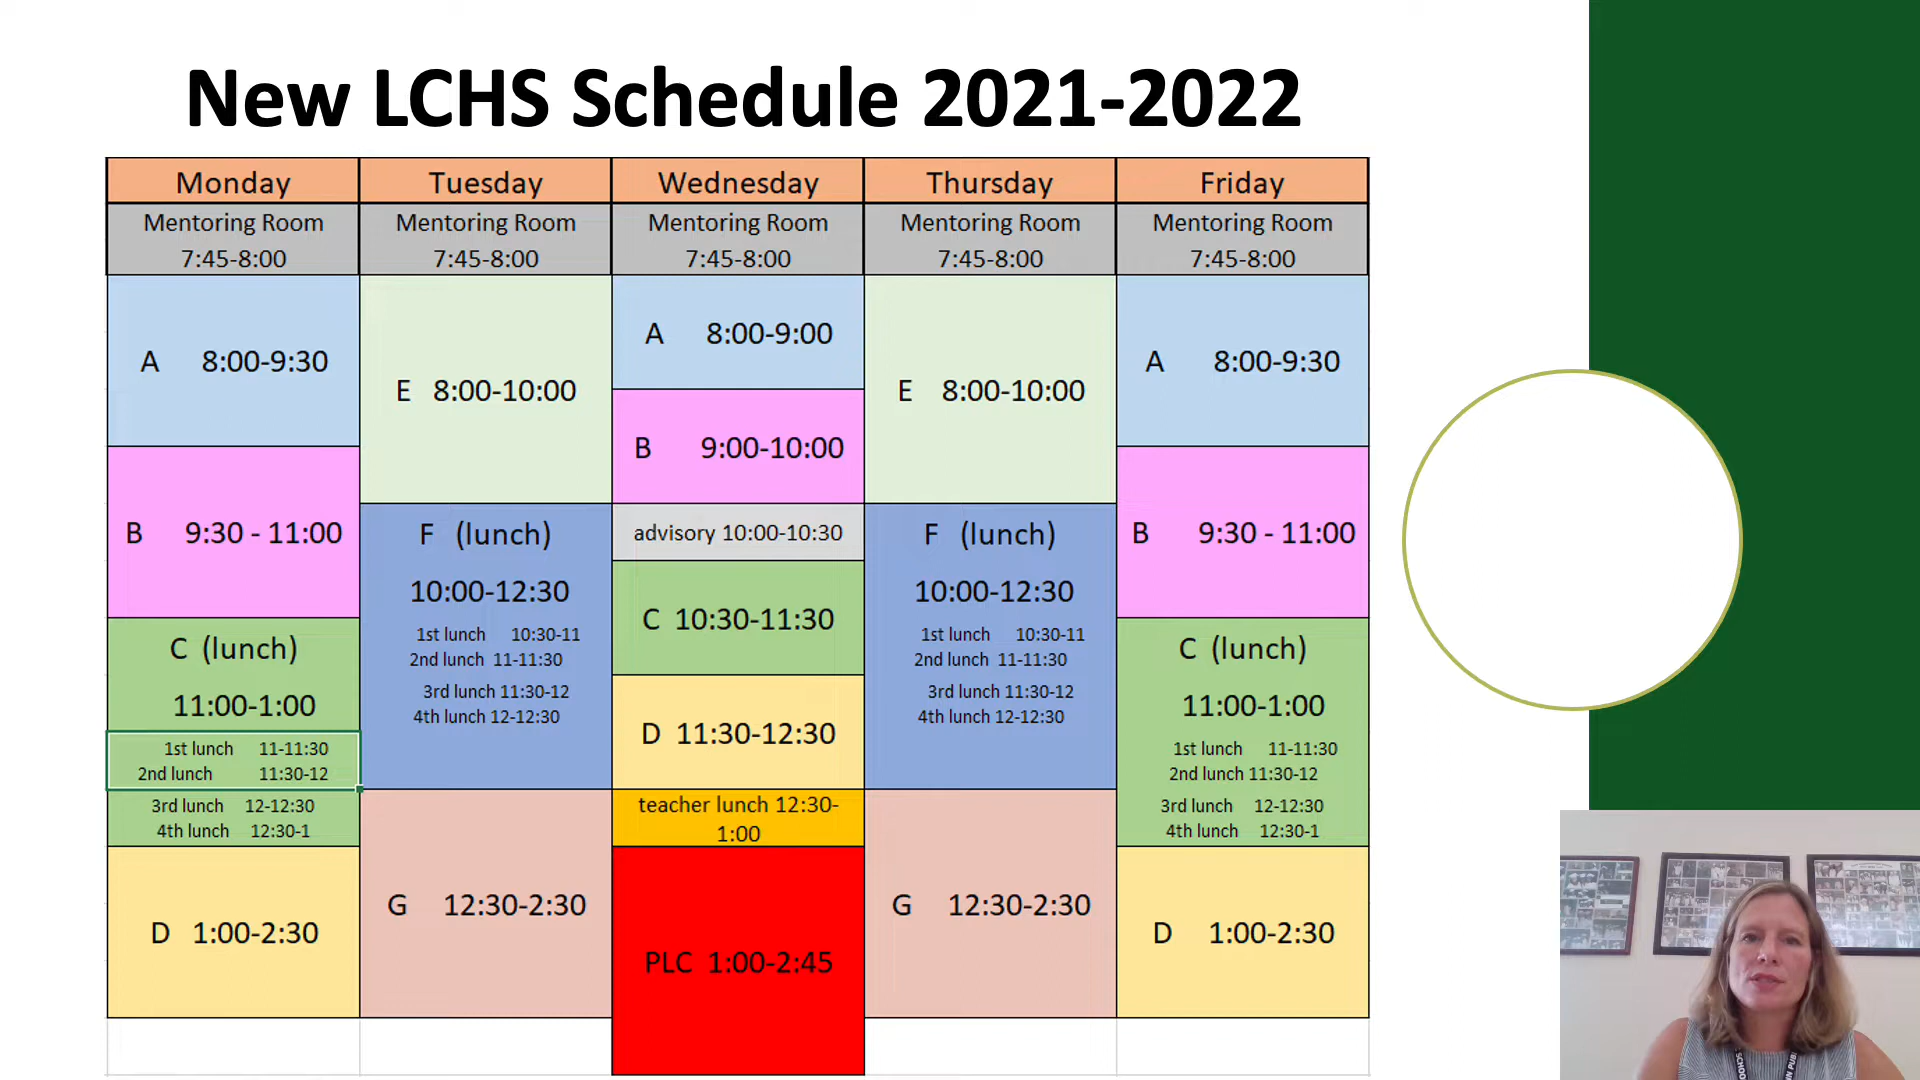 New LCHS Schedule 2021-2022
Monday
Tuesday
Wednesday
Thursday
Friday
Mentoring Room
7:45-8:00
Mentoring Room
7:45-8:00
Mentoring Room
7:45-8:00
Mentoring Room
7:45-8:00
Mentoring Room
7:45-8:00
A 8:00-9:30
B 9:30 - 11:00
C (lunch)
11:00-1:00
1st lunch 11-11:30
2nd lunch 11:30-12
3rd lunch 12-12:30
4th lunch 12:30-1
D 1:00-2:30
E 8:00-10:00
F (lunch)
10:00-12:30
1st lunch 10:30-11
2nd lunch 11-11:30
3rd lunch 11:30-12
4th lunch 12-12:30
G 12:30-2:30
A 8:00-9:00
B 9:00-10:00
advisory 10:00-10:30
C 10:30-11:30
D 11:30-12:30
teacher lunch 12:30-
1:00
PLC 1:00-2:45
E 8:00-10:00
F (lunch)
10:00-12:30
1st lunch 10:30-11
2nd lunch 11-11:30
3rd lunch 11:30-12
4th lunch 12-12:30
G 12:30-2:30
A 8:00-9:30
B 9:30 - 11:00
C (lunch)
11:00-1:00
1st lunch 11-11:30
2nd lunch 11:30-12
3rd lunch 12-12:30
4th lunch 12:30-1
D 1:00-2:30